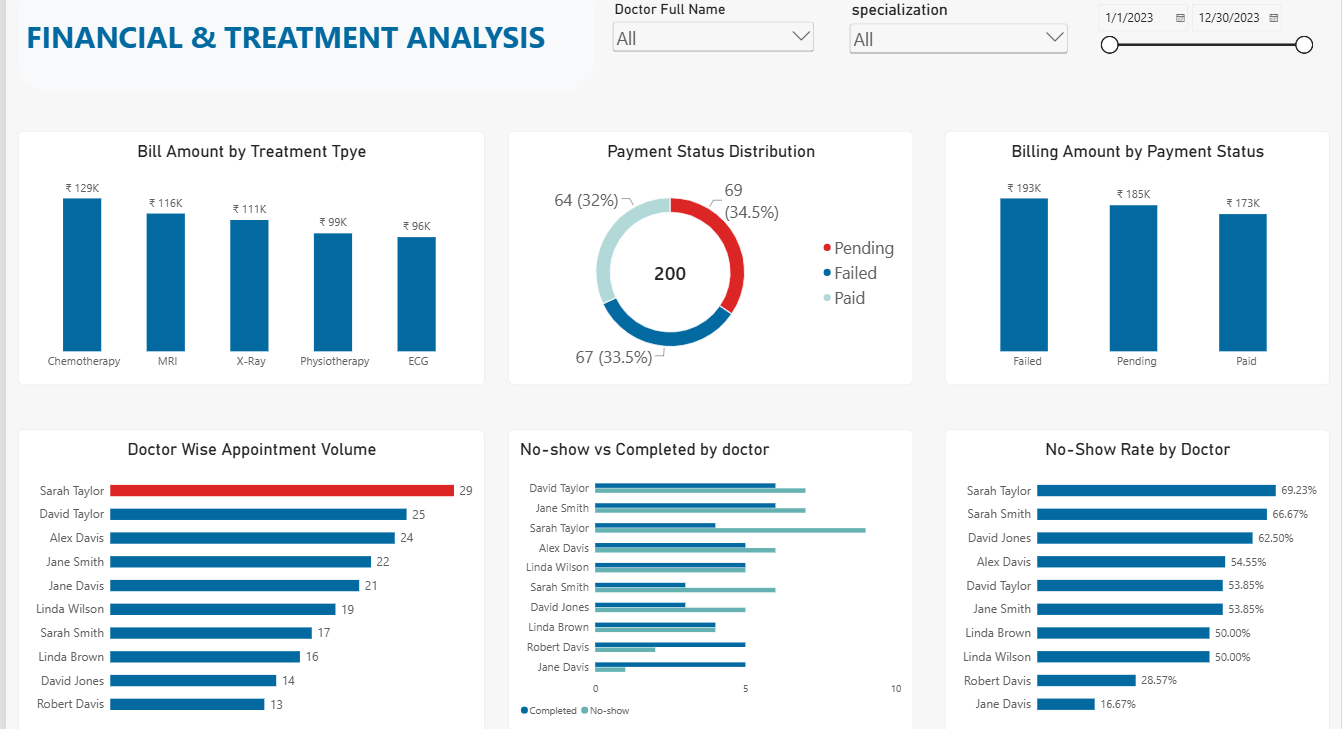 FINANCIAL & TREATMENT ANALYSIS
Doctor Full Name
All
specialization
All
1/1/2023
12/30/2023
Bill Amount by Treatment Tpye
₹ 129K
₹ 116K
₹ 111K
₹ 99K
₹ 96K
Chemotherapy
MRI
X-Ray
Physiotherapy
ECG
Payment Status Distribution
64 (32%)
69
(34.5%)
200
67 (33.5%)
Pending
Failed
Paid
Billing Amount by Payment Status
₹ 193K
₹ 185K
₹ 173K
Failed
Pending
Paid
Doctor Wise Appointment Volume
Sarah Taylor 29
David Taylor 25
Alex Davis 24
Jane Smith 22
Jane Davis 21
Linda Wilson 19
Sarah Smith 17
Linda Brown 16
David Jones 14
Robert Davis 13
No-show vs Completed by doctor
David Taylor
Jane Smith
Sarah Taylor
Alex Davis
Linda Wilson
Sarah Smith
David Jones
Linda Brown
Robert Davis
Jane Davis
0 5 10
Completed No-show
No-Show Rate by Doctor
Sarah Taylor 69.23%
Sarah Smith 66.67%
David Jones 62.50%
Alex Davis 54.55%
David Taylor 53.85%
Jane Smith 53.85%
Linda Brown 50.00%
Linda Wilson 50.00%
Robert Davis 28.57%
Jane Davis 16.67%